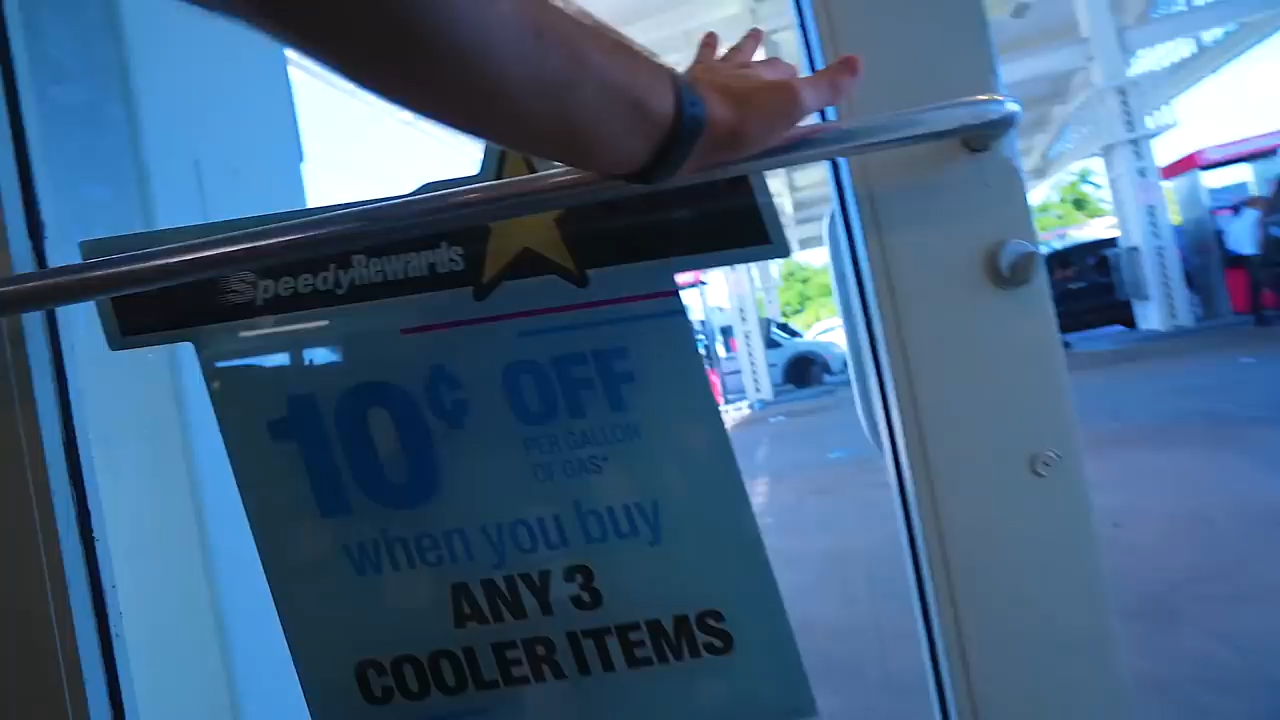 SpeedyRewards
10¢ OFF
PER GALLON
OF GAS*
when you buy
ANY 3
COOLER ITEMS